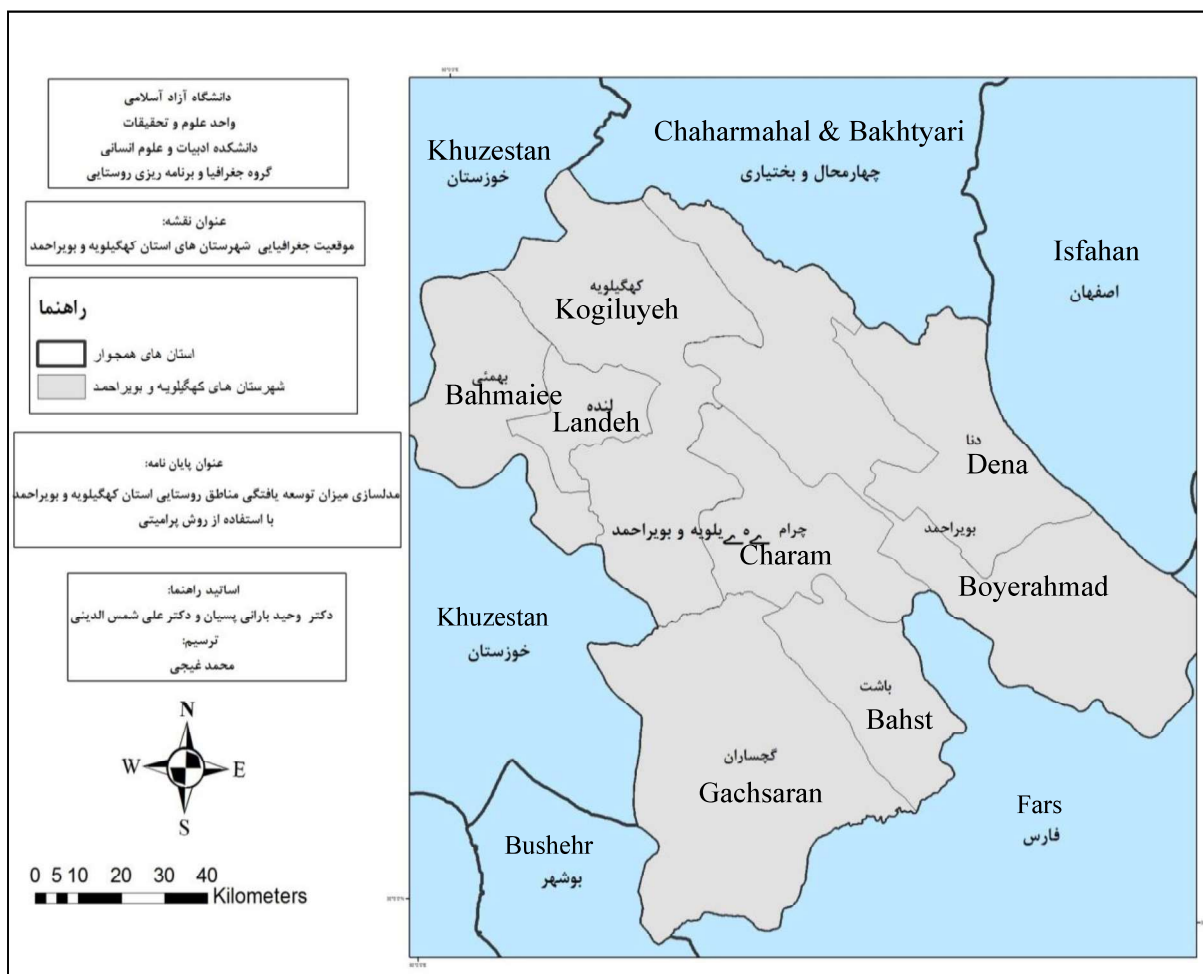 دانشگاه آزاد آسلامی
واحد علوم و تحقیقات
دانشکده ادبیات و علوم انسانی
گروه جغرافیا و برنامه ریزی روستایی
عنوان نقشه:
موقعیت جغرافیایی شهرستان های استان کهگیلویه و بویراحمد
راهنما
استان های همجوار
شهرستان های کهگیلویه و بویراحمد
عنوان پایان نامه:
مدلسازی میزان توسعه یافتگی مناطق روستایی استان کهگیلویه و بویراحمد
با استفاده از روش پرامیتی
اساتید راهنما:
دکتر وحید بارانی پسیان و دکتر علی شمس الدینی
ترسیم:
محمد غیجی
N
W E
S
0 5 10 20 30 40
Kilometers
Khuzestan
خوزستان
Chaharmahal & Bakhtyari
چهارمحال و بختیاری
Isfahan
اصفهان
کهگیلویه
Kogiluyeh
بهمئی
Bahmaiee
لنده
Landeh
دنا
Dena
بویراحمد
Boyerahmad
چرام
یلویه و بویراحمد
Charam
Khuzestan
خوزستان
باشت
Bahst
گچساران
Gachsaran
Fars
فارس
Bushehr
بوشهر